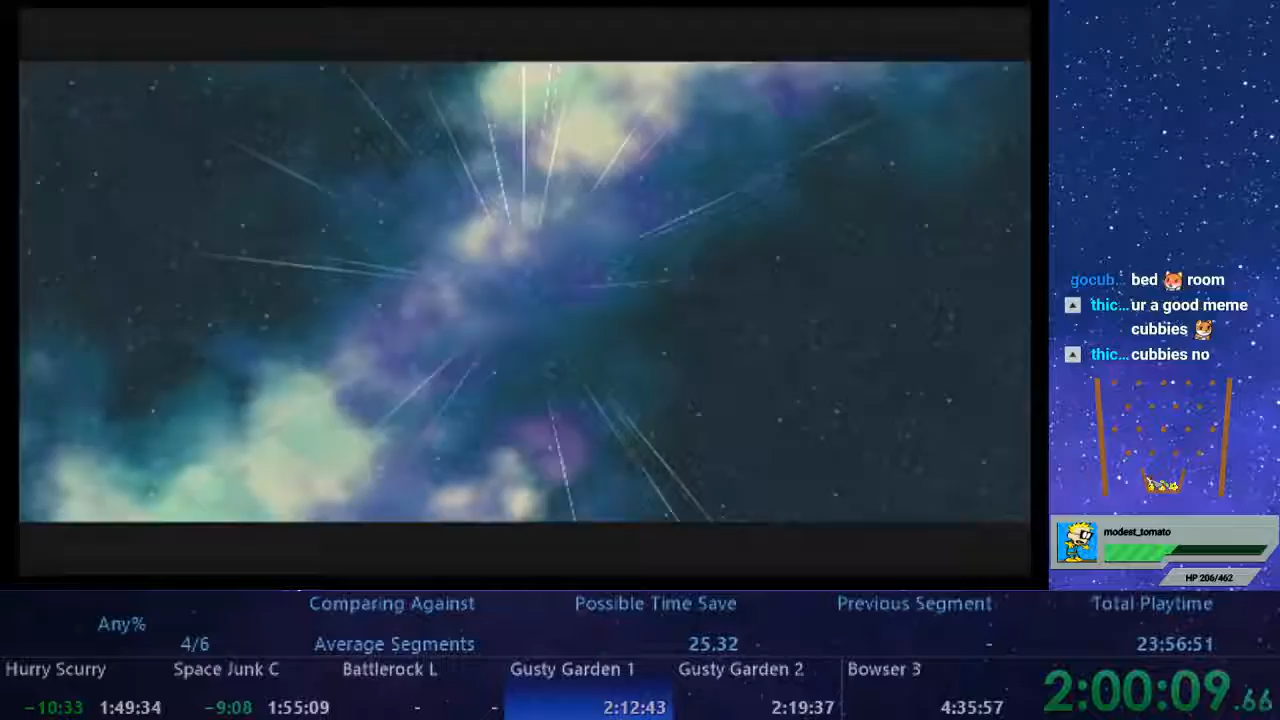 gocub... bed room
thic... ur a good meme
cubbies
thic... cubbies no
modest_tomato
HP 206/462
Any%
4/6
Comparing Against
Average Segments
Possible Time Save
25.32
Previous Segment
-
Total Playtime
23:56:51
Hurry Scurry
-10:33 1:49:34
Space Junk C
-9:08 1:55:09
Battlerock L
- -
Gusty Garden 1
2:12:43
Gusty Garden 2
2:19:37
Bowser 3
4:35:57
2:00:09.66